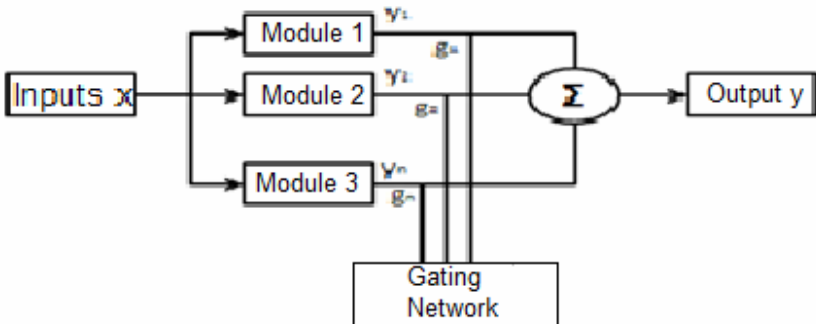 Module 1
Inputs x
Module 2
Σ
Output y
Module 3
Gating
Network